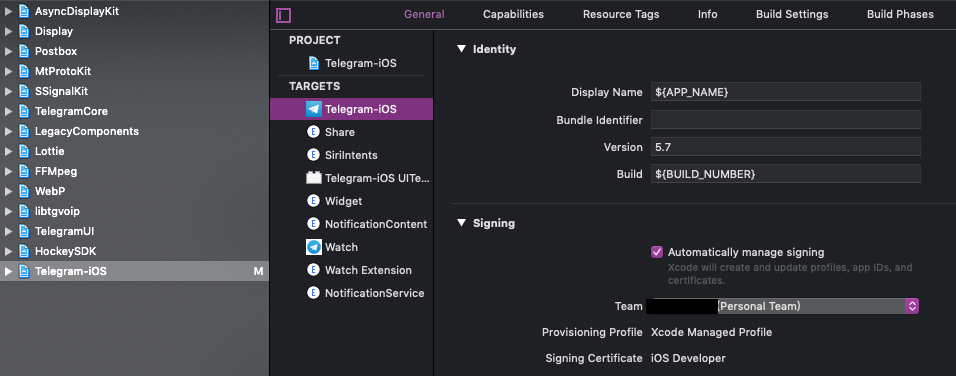 AsyncDisplayKit
Display
Postbox
MtProtoKit
SSignalKit
TelegramCore
LegacyComponents
Lottie
FFMpeg
WebP
libtgvoip
TelegramUI
HockeySDK
Telegram-iOS M
General Capabilities Resource Tags Info Build Settings Build Phases
PROJECT
Telegram-iOS
TARGETS
Telegram-iOS
Share
SiriIntents
Telegram-iOS UITe...
Widget
NotificationContent
Watch
Watch Extension
NotificationService
Identity
Display Name ${APP_NAME}
Bundle Identifier
Version 5.7
Build ${BUILD_NUMBER}
Signing
Automatically manage signing
Xcode will create and update profiles, app IDs, and
certificates.
Team (Personal Team)
Provisioning Profile Xcode Managed Profile
Signing Certificate iOS Developer